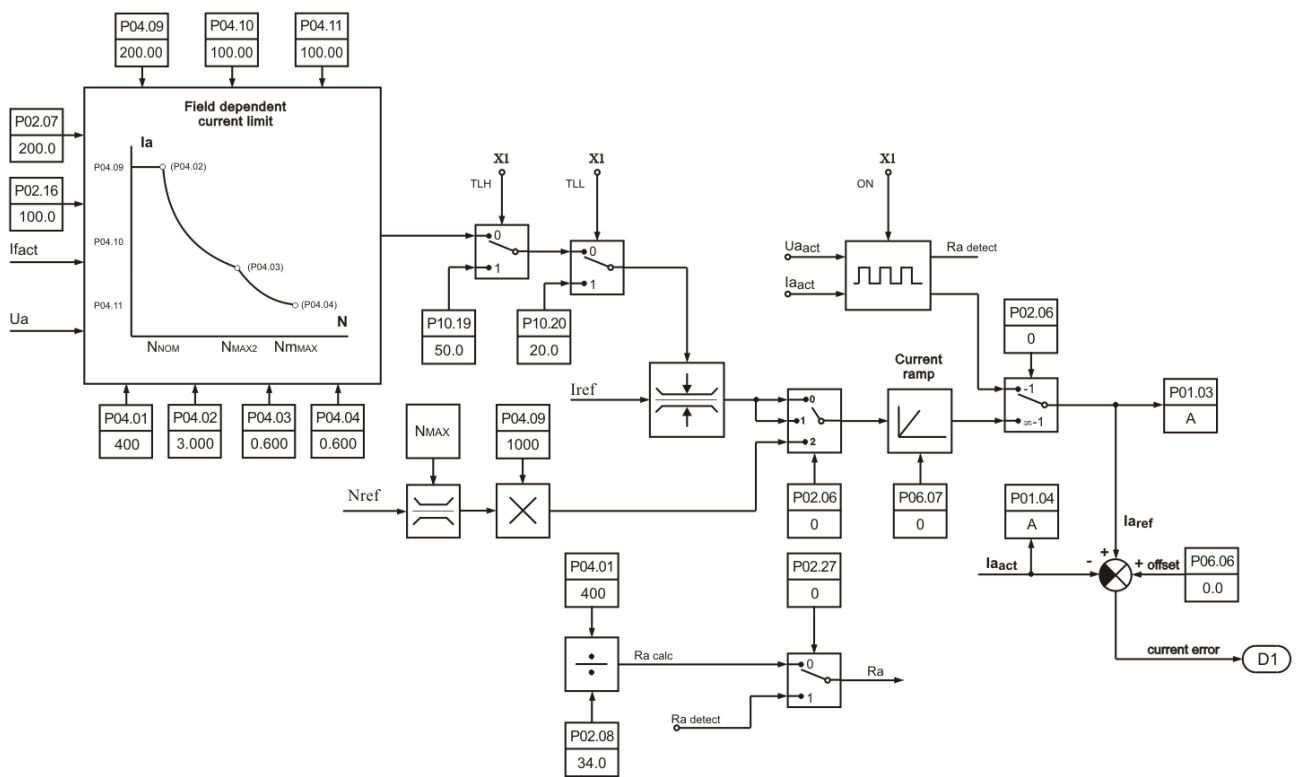 P04.09
200.00
P04.10
100.00
P04.11
100.00
Field dependent
current limit
P02.07
200.0
P02.16
100.0
Ifact
Ua
Ia
P04.09
(P04.02)
P04.10
(P04.03)
P04.11
(P04.04)
N
NNOM
NMAX2
NmMAX
P04.01
400
P04.02
3.000
P04.03
0.600
P04.04
0.600
X1
TLH
0
1
P10.19
50.0
X1
TLL
0
1
P10.20
20.0
X1
ON
Uaact
Iaact
Ra detect
P02.06
0
-1
≠-1
P01.03
A
Iref
0
1
2
P02.06
0
Current
ramp
P06.07
0
NMAX
P04.09
1000
Nref
P01.04
A
Iaref
Iaact
-
+
+ offset
P06.06
0.0
current error
D1
P04.01
400
Ra calc
P02.08
34.0
P02.27
0
0
1
Ra
Ra detect